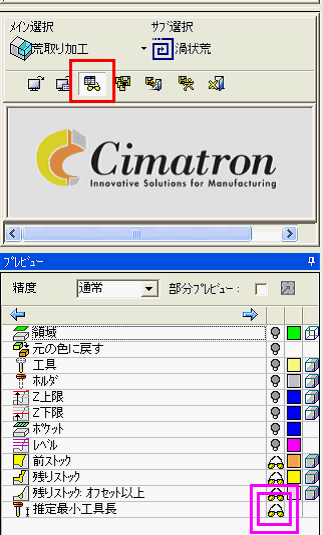 ﾒｲﾝ選択 ｻﾌﾞ選択
荒取り加工 渦状荒
Cimatron
Innovative Solutions for Manufacturing
ﾌﾟﾚﾋﾞｭｰ
精度 通常 部分ﾌﾟﾚﾋﾞｭｰ:
領域
元の色に戻す
工具
ﾎﾙﾀﾞ
Z上限
Z下限
ﾎﾟｹｯﾄ
ﾚﾍﾞﾙ
前ｽﾄｯｸ
残りｽﾄｯｸ
残りｽﾄｯｸ: ｵﾌｾｯﾄ以上
推定最小工具長